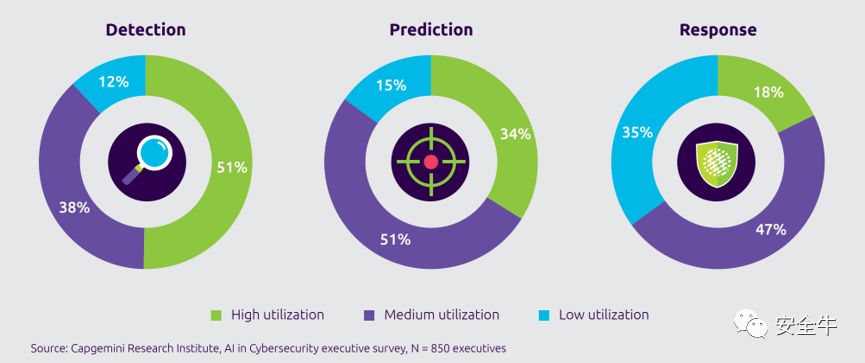 Detection
Prediction
Response
12%
51%
38%
15%
34%
51%
18%
35%
47%
High utilization
Medium utilization
Low utilization
安全牛
Source: Capgemini Research Institute, AI in Cybersecurity executive survey, N = 850 executives